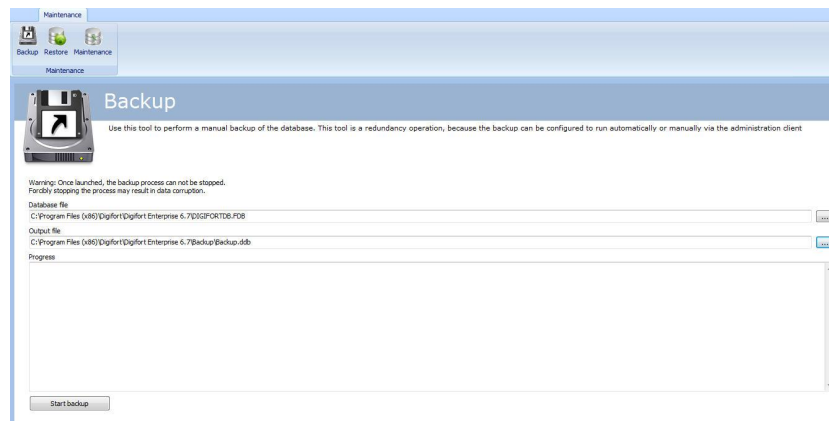 Maintenance
Backup Restore Maintenance
Maintenance
Backup
Use this tool to perform a manual backup of the database. This tool is a redundancy operation, because the backup can be configured to run automatically or manually via the administration client
Warning: Once launched, the backup process can not be stopped.
Forcibly stopping the process may result in data corruption.
Database file
C:\Program Files (x86)\Digifort\Digifort Enterprise 6.7\DIGIFORTDB.FDB
...
Output file
C:\Program Files (x86)\Digifort\Digifort Enterprise 6.7\Backup\Backup.ddb
...
Progress
Start backup